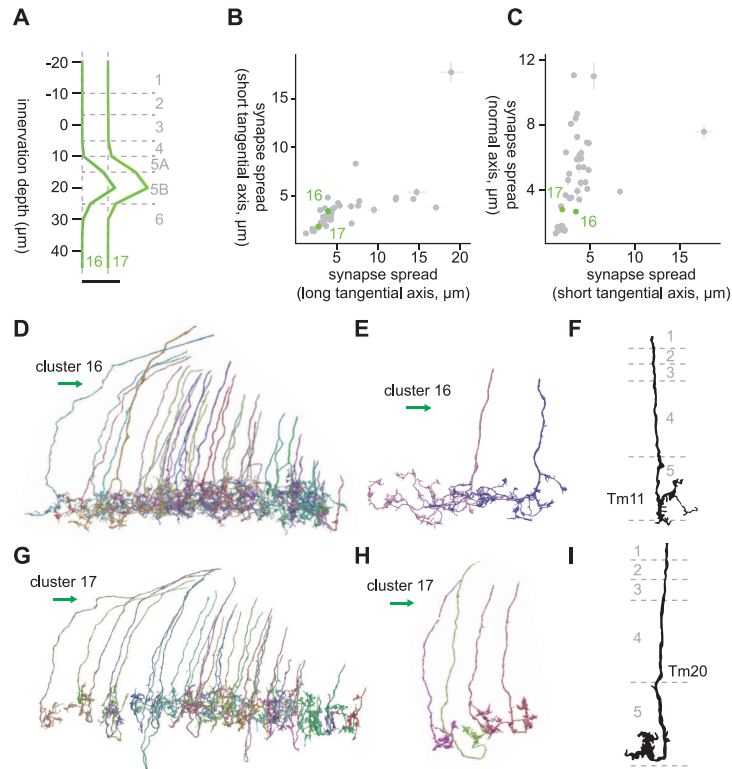 A
-20
-10
0
10
20
30
40
innervation depth (µm)
1
2
3
4
5A
5B
6
16 17
B
synapse spread
(short tangential axis, µm)
15
10
5
16
17
5 10 15 20
synapse spread
(long tangential axis, µm)
C
synapse spread
(normal axis, µm)
12
8
4
17
16
5 10 15
synapse spread
(short tangential axis, µm)
D
cluster 16
E
cluster 16
F
1
2
3
4
5
Tm11
G
cluster 17
H
cluster 17
I
1
2
3
4
Tm20
5